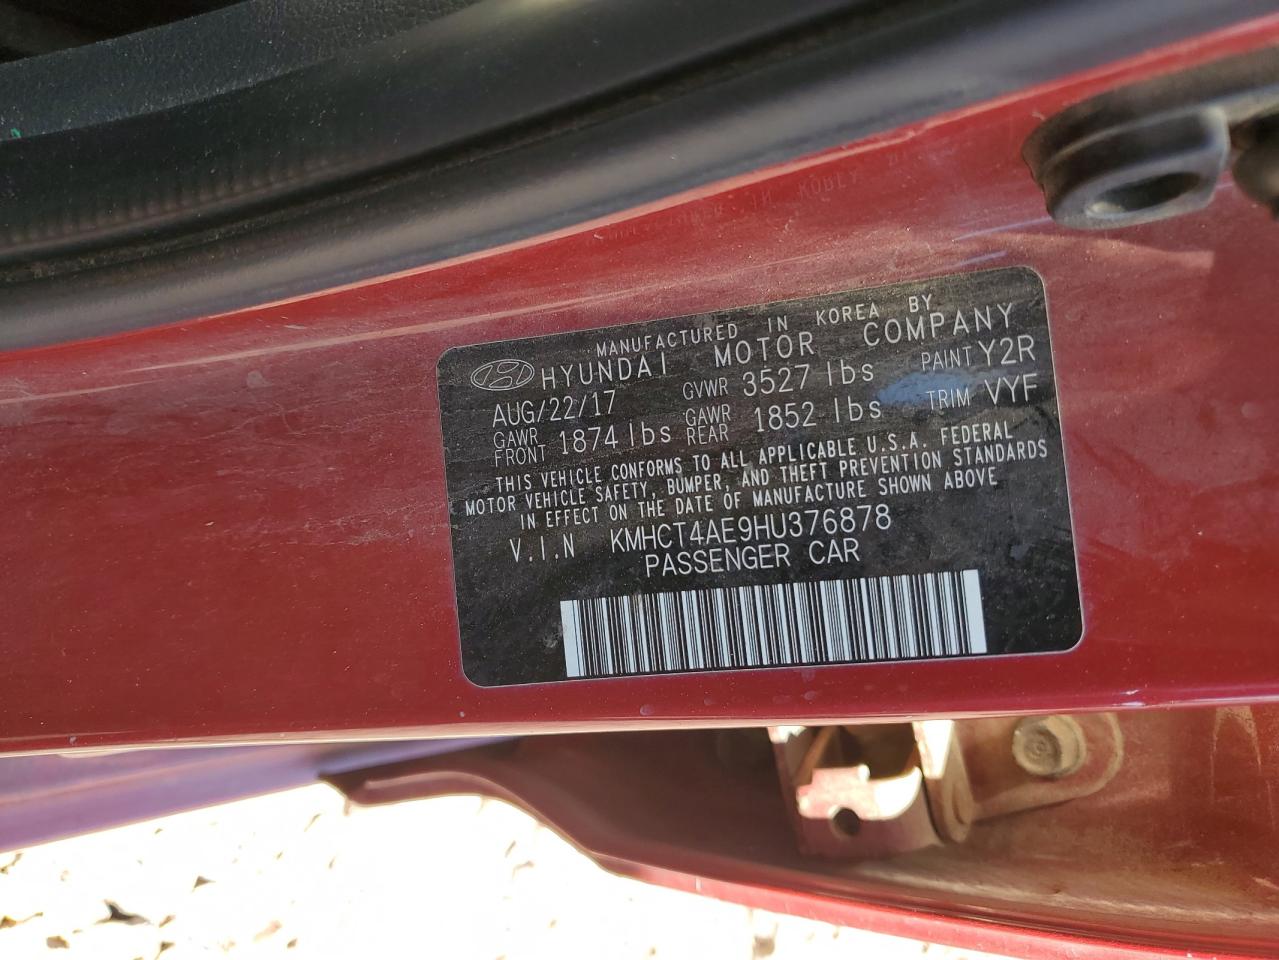 MANUFACTURED IN KOREA BY
HYUNDAI MOTOR COMPANY
AUG/22/17 GVWR 3527 lbs PAINT Y2R
GAWR FRONT 1874 lbs GAWR REAR 1852 lbs TRIM VYF
THIS VEHICLE CONFORMS TO ALL APPLICABLE U.S.A. FEDERAL
MOTOR VEHICLE SAFETY, BUMPER, AND THEFT PREVENTION STANDARDS
IN EFFECT ON THE DATE OF MANUFACTURE SHOWN ABOVE
V.I.N KMHCT4AE9HU376878
PASSENGER CAR